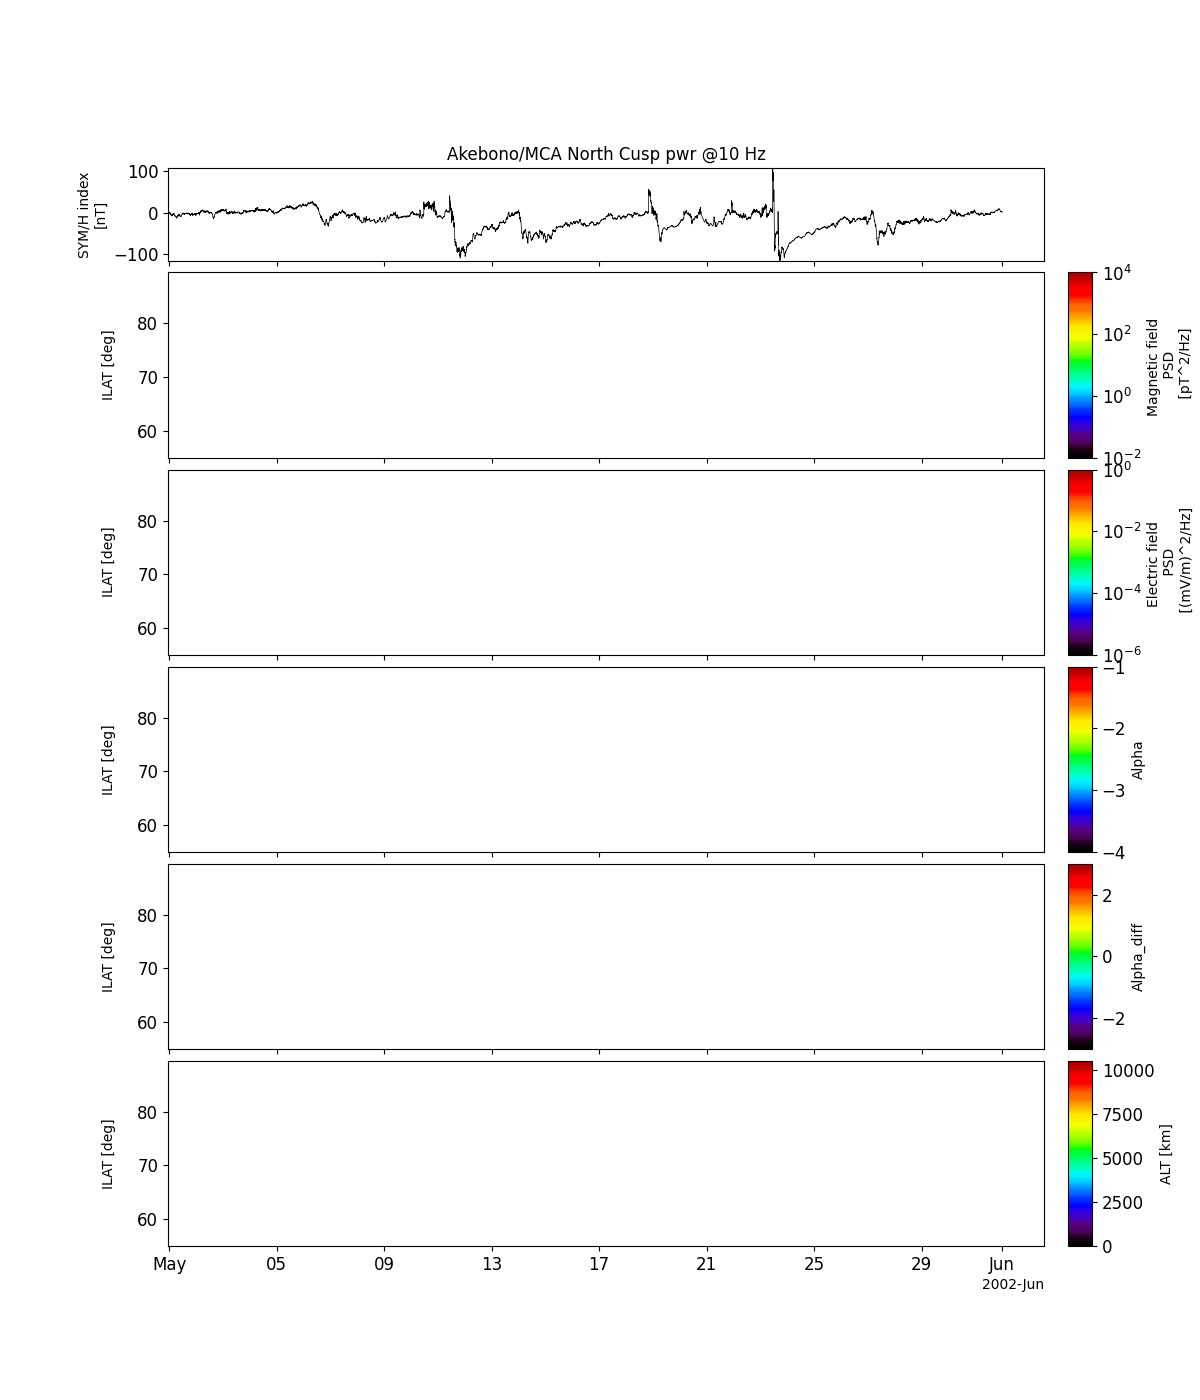 Akebono/MCA North Cusp pwr @10 Hz
SYM/H index
[nT]
100
0
−100
ILAT [deg]
80
70
60
10^4
10^2
10^0
10^−2
Magnetic field
PSD
[pT^2/Hz]
ILAT [deg]
80
70
60
10^0
10^−2
10^−4
10^−6
Electric field
PSD
[(mV/m)^2/Hz]
ILAT [deg]
80
70
60
−1
−2
−3
−4
Alpha
ILAT [deg]
80
70
60
2
0
−2
Alpha_diff
ILAT [deg]
80
70
60
10000
7500
5000
2500
0
ALT [km]
May 05 09 13 17 21 25 29 Jun
2002-Jun